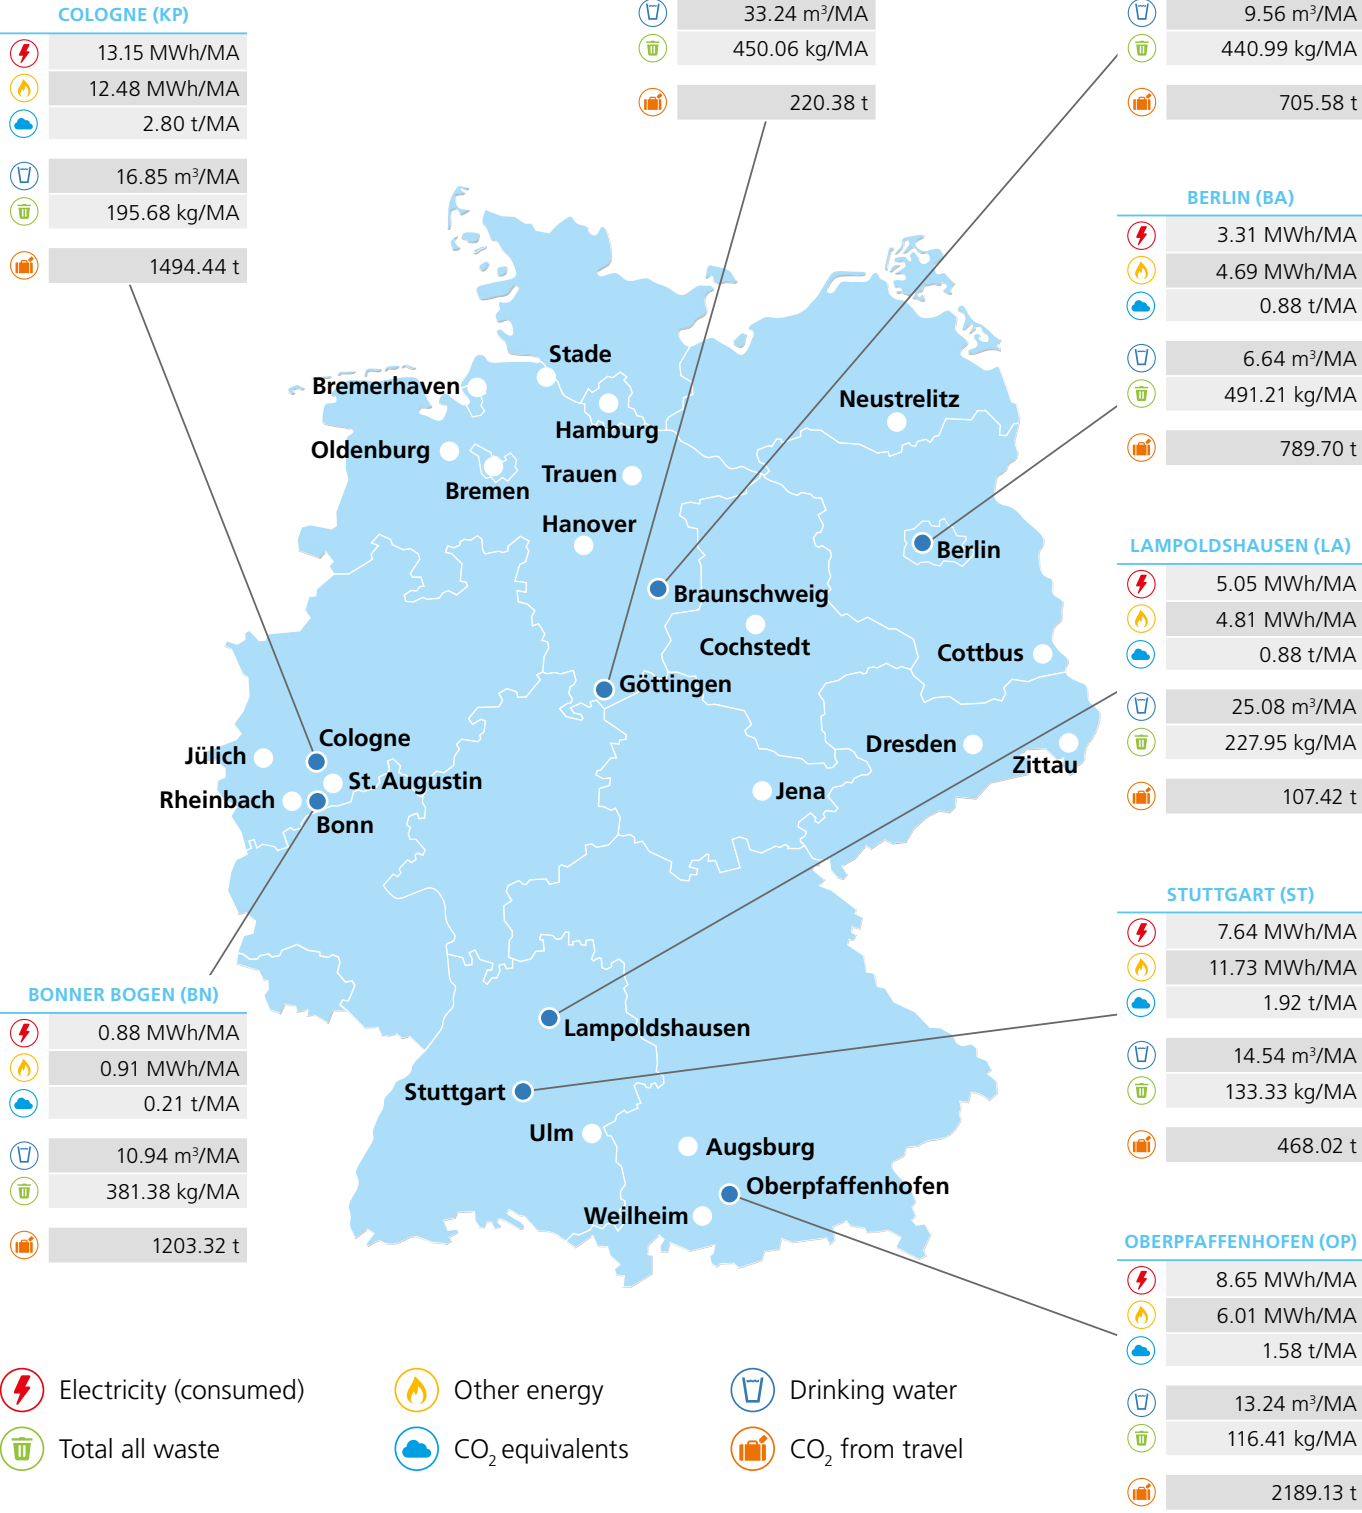 COLOGNE (KP)
13.15 MWh/MA
12.48 MWh/MA
2.80 t/MA
16.85 m³/MA
195.68 kg/MA
1494.44 t
33.24 m³/MA
450.06 kg/MA
220.38 t
9.56 m³/MA
440.99 kg/MA
705.58 t
BERLIN (BA)
3.31 MWh/MA
4.69 MWh/MA
0.88 t/MA
6.64 m³/MA
491.21 kg/MA
789.70 t
LAMPOLDSHAUSEN (LA)
5.05 MWh/MA
4.81 MWh/MA
0.88 t/MA
25.08 m³/MA
227.95 kg/MA
107.42 t
STUTTGART (ST)
7.64 MWh/MA
11.73 MWh/MA
1.92 t/MA
14.54 m³/MA
133.33 kg/MA
468.02 t
OBERPFAFFENHOFEN (OP)
8.65 MWh/MA
6.01 MWh/MA
1.58 t/MA
13.24 m³/MA
116.41 kg/MA
2189.13 t
BONNER BOGEN (BN)
0.88 MWh/MA
0.91 MWh/MA
0.21 t/MA
10.94 m³/MA
381.38 kg/MA
1203.32 t
Stade
Bremerhaven
Neustrelitz
Hamburg
Oldenburg
Trauen
Bremen
Hanover
Berlin
Braunschweig
Cochstedt
Cottbus
Göttingen
Cologne
Dresden
Jülich
Zittau
St. Augustin
Jena
Rheinbach
Bonn
Lampoldshausen
Stuttgart
Ulm
Augsburg
Oberpfaffenhofen
Weilheim
Electricity (consumed)
Other energy
Drinking water
Total all waste
CO₂ equivalents
CO₂ from travel